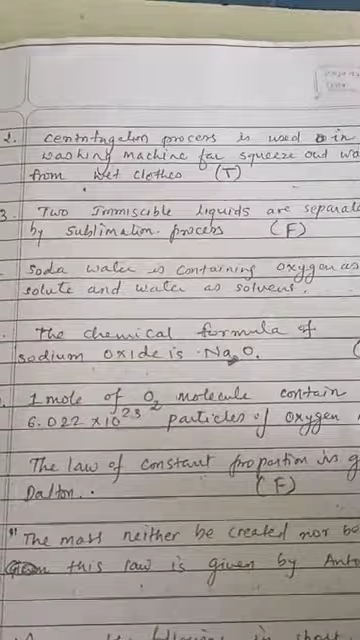 2. centrifugation process is used in
washing machine for squeeze out wa
from wet clothes (T)
3. Two Immiscible liquids are separat
by sublimation process (F)
soda water is containing oxygen as
solute and water as solvent.
The chemical formula of
sodium oxide is Na2O.
1 mole of O2 molecule contain
6.022 x 10^23 particles of oxygen
The law of constant proportion is g
Dalton.. (F)
" The mass neither be created nor be
this law is given by Anto